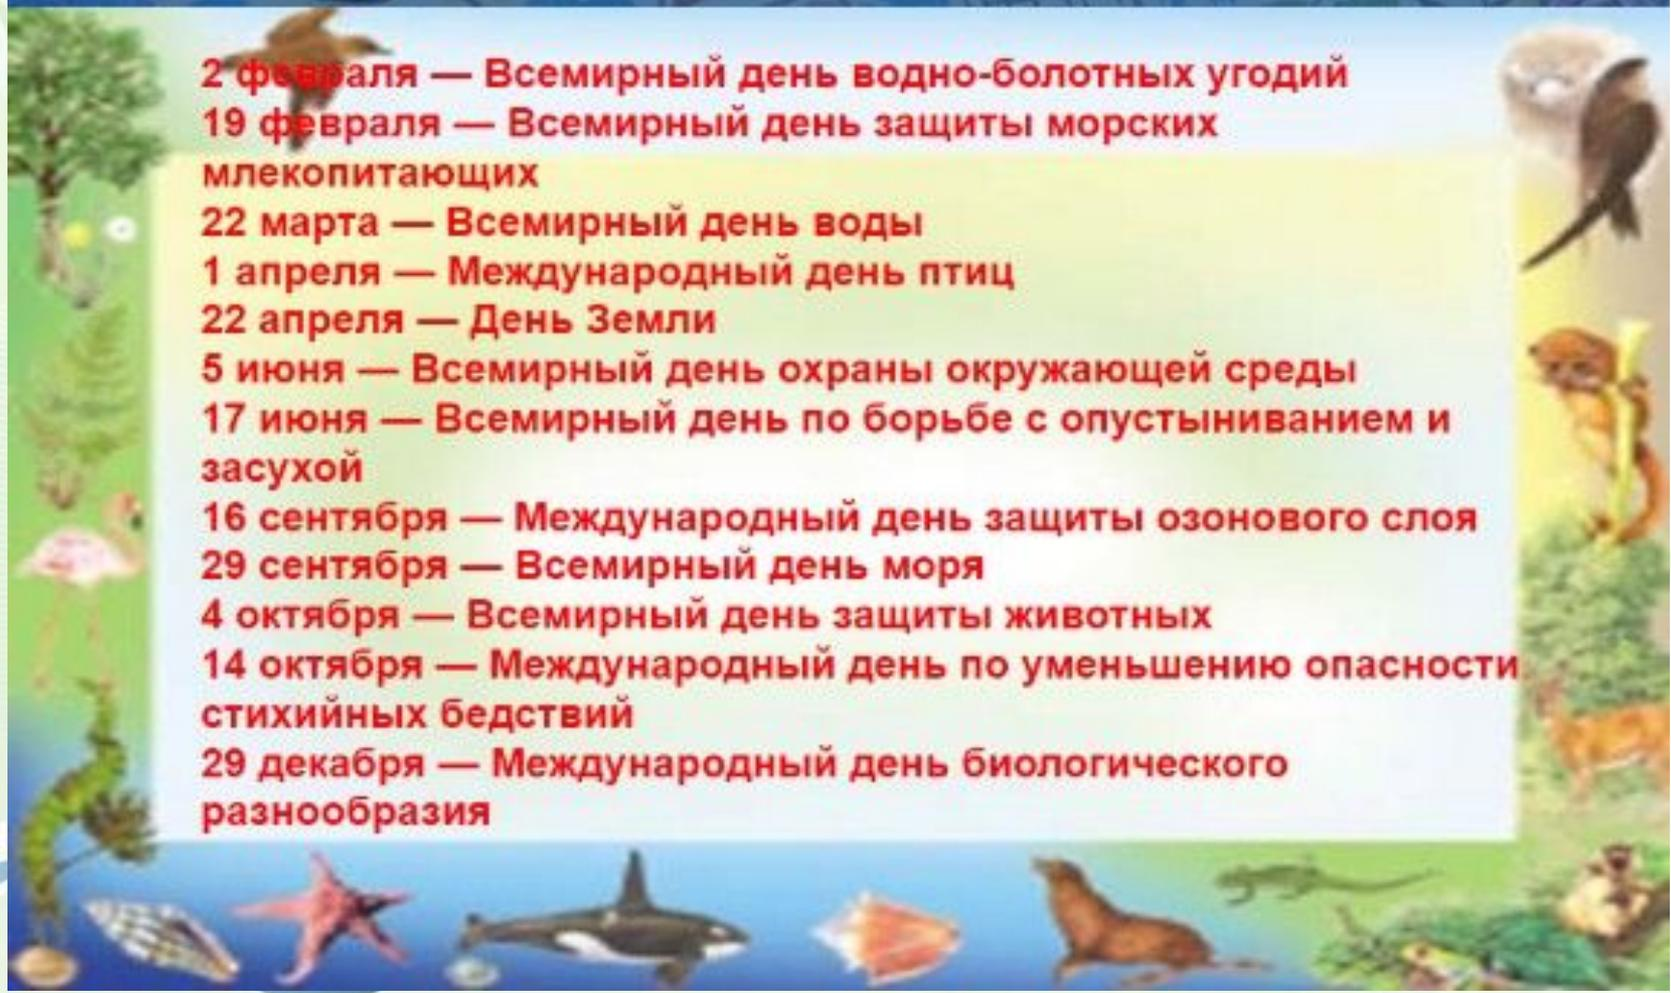 2 февраля — Всемирный день водно-болотных угодий
19 февраля — Всемирный день защиты морских
млекопитающих
22 марта — Всемирный день воды
1 апреля — Международный день птиц
22 апреля — День Земли
5 июня — Всемирный день охраны окружающей среды
17 июня — Всемирный день по борьбе с опустыниванием и
засухой
16 сентября — Международный день защиты озонового слоя
29 сентября — Всемирный день моря
4 октября — Всемирный день защиты животных
14 октября — Международный день по уменьшению опасности
стихийных бедствий
29 декабря — Международный день биологического
разнообразия